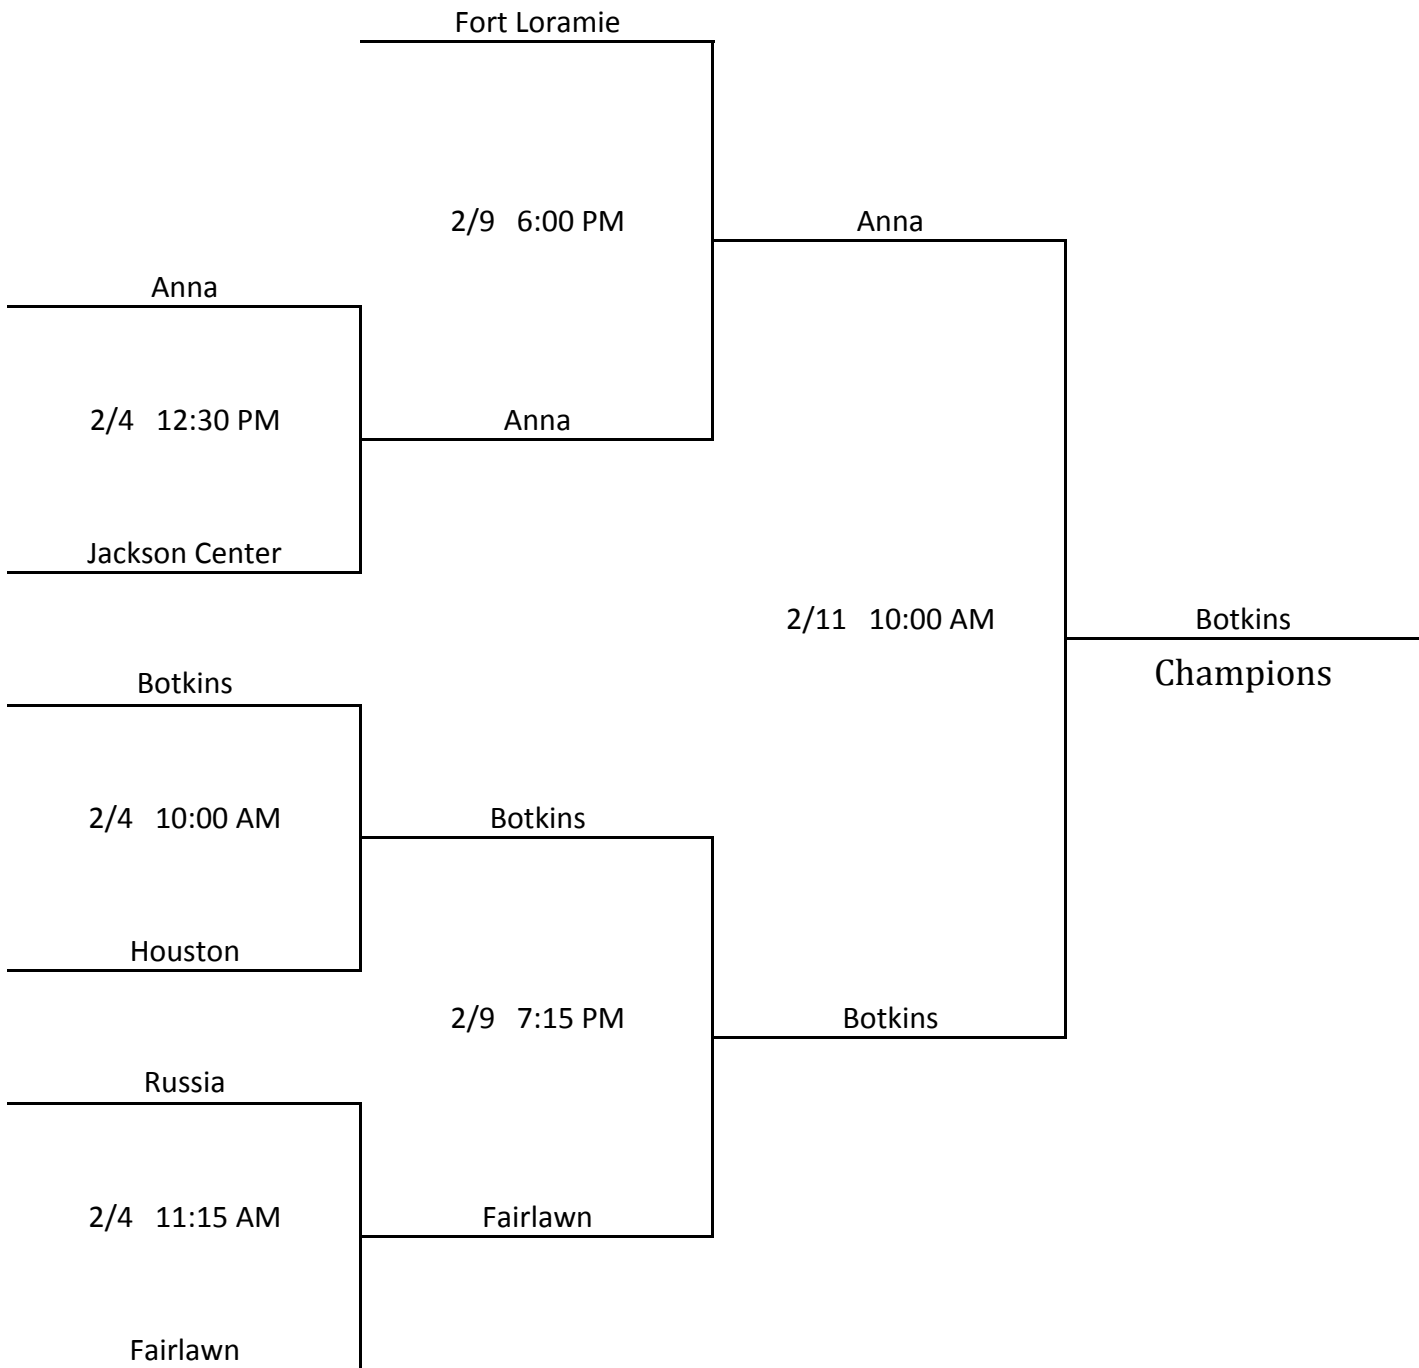 Fort Loramie
2/9 6:00 PM
Anna
Anna
2/4 12:30 PM
Anna
Jackson Center
2/11 10:00 AM
Botkins
Champions
Botkins
2/4 10:00 AM
Botkins
Houston
2/9 7:15 PM
Botkins
Russia
2/4 11:15 AM
Fairlawn
Fairlawn